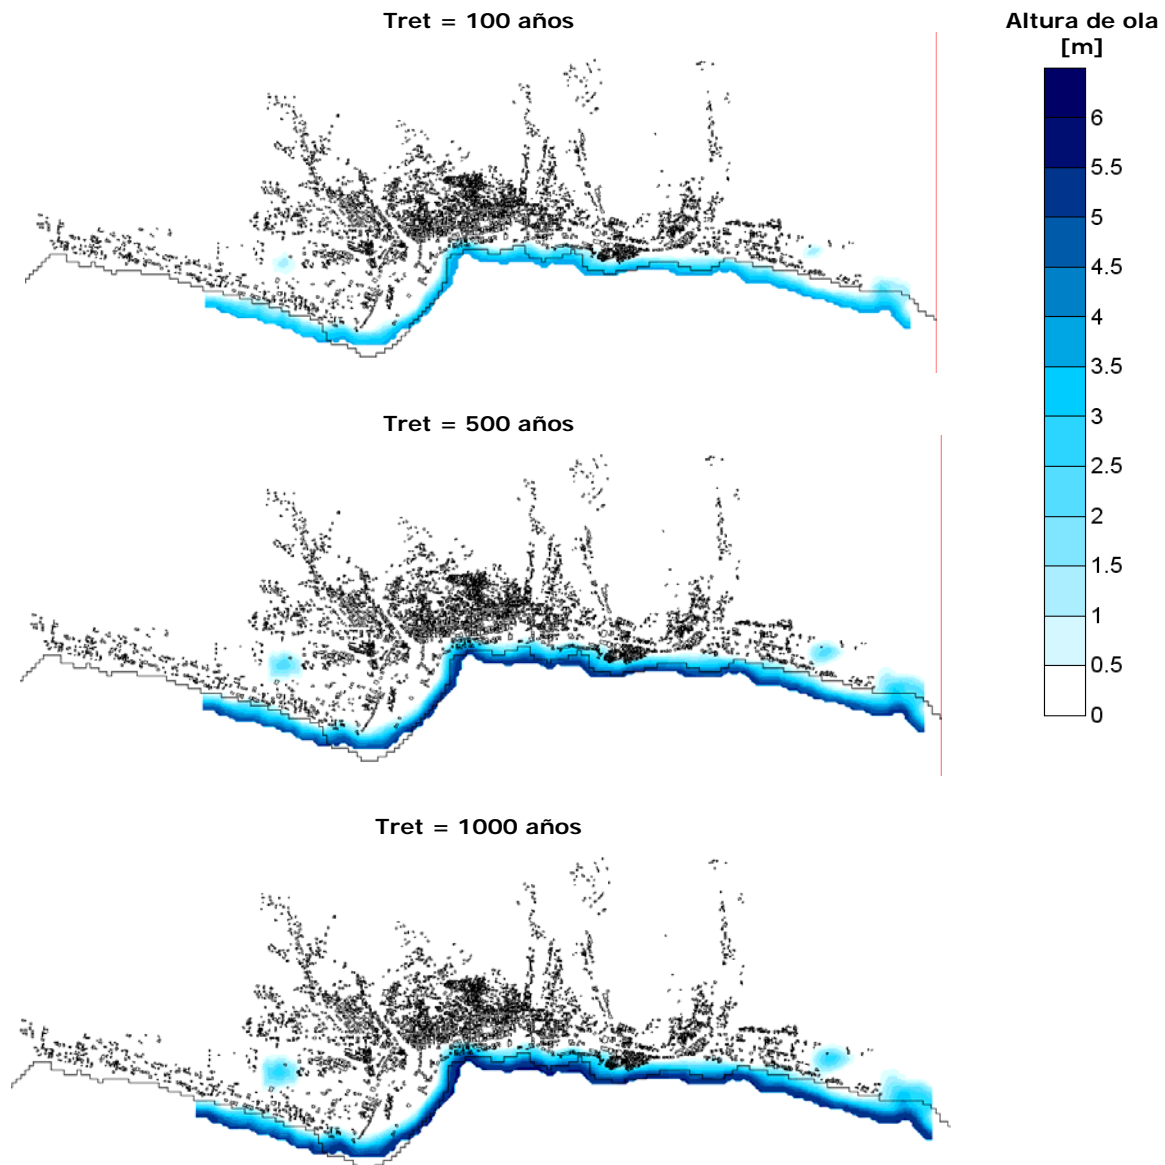 Tret = 100 años
Altura de ola
[m]
6
5.5
5
4.5
4
3.5
3
2.5
2
1.5
1
0.5
0
Tret = 500 años
Tret = 1000 años